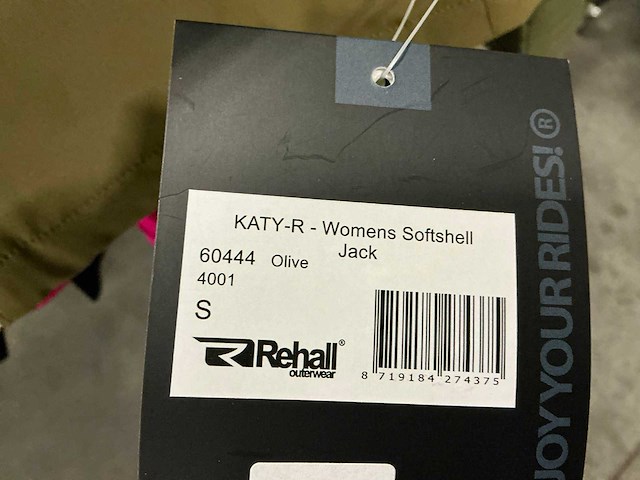 KATY-R - Womens Softshell
Jack
60444 Olive
4001
S
Rehall®
outerwear
8 719184 274375
JOY YOUR RIDES!®